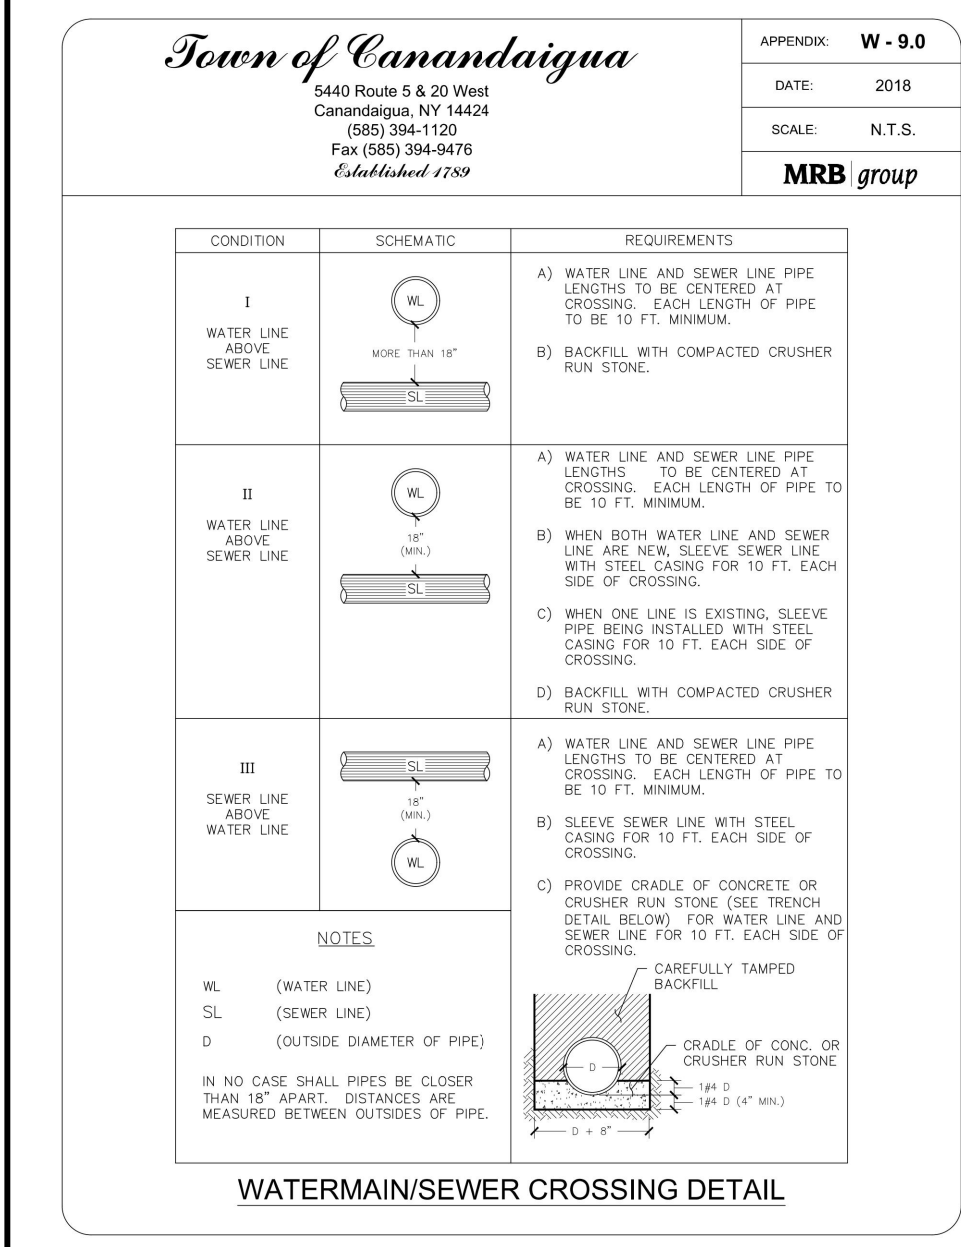 Town of Canandaigua
5440 Route 5 & 20 West
Canandaigua, NY 14424
(585) 394-1120
Fax (585) 394-9476
Established 1789
APPENDIX: W - 9.0
DATE: 2018
SCALE: N.T.S.
MRB group
CONDITION SCHEMATIC REQUIREMENTS
I
WATER LINE
ABOVE
SEWER LINE
WL
MORE THAN 18"
SL
A) WATER LINE AND SEWER LINE PIPE
LENGTHS TO BE CENTERED AT
CROSSING. EACH LENGTH OF PIPE
TO BE 10 FT. MINIMUM.
B) BACKFILL WITH COMPACTED CRUSHER
RUN STONE.
II
WATER LINE
ABOVE
SEWER LINE
WL
18"
(MIN.)
SL
A) WATER LINE AND SEWER LINE PIPE
LENGTHS TO BE CENTERED AT
CROSSING. EACH LENGTH OF PIPE TO
BE 10 FT. MINIMUM.
B) WHEN BOTH WATER LINE AND SEWER
LINE ARE NEW, SLEEVE SEWER LINE
WITH STEEL CASING FOR 10 FT. EACH
SIDE OF CROSSING.
C) WHEN ONE LINE IS EXISTING, SLEEVE
PIPE BEING INSTALLED WITH STEEL
CASING FOR 10 FT. EACH SIDE OF
CROSSING.
D) BACKFILL WITH COMPACTED CRUSHER
RUN STONE.
III
SEWER LINE
ABOVE
WATER LINE
SL
18"
(MIN.)
WL
A) WATER LINE AND SEWER LINE PIPE
LENGTHS TO BE CENTERED AT
CROSSING. EACH LENGTH OF PIPE TO
BE 10 FT. MINIMUM.
B) SLEEVE SEWER LINE WITH STEEL
CASING FOR 10 FT. EACH SIDE OF
CROSSING.
C) PROVIDE CRADLE OF CONCRETE OR
CRUSHER RUN STONE (SEE TRENCH
DETAIL BELOW) FOR WATER LINE AND
SEWER LINE FOR 10 FT. EACH SIDE OF
CROSSING.
CAREFULLY TAMPED
BACKFILL
CRADLE OF CONC. OR
CRUSHER RUN STONE
D
1#4 D
1#4 D (4" MIN.)
D + 8"
NOTES
WL (WATER LINE)
SL (SEWER LINE)
D (OUTSIDE DIAMETER OF PIPE)
IN NO CASE SHALL PIPES BE CLOSER
THAN 18" APART. DISTANCES ARE
MEASURED BETWEEN OUTSIDES OF PIPE.
WATERMAIN/SEWER CROSSING DETAIL